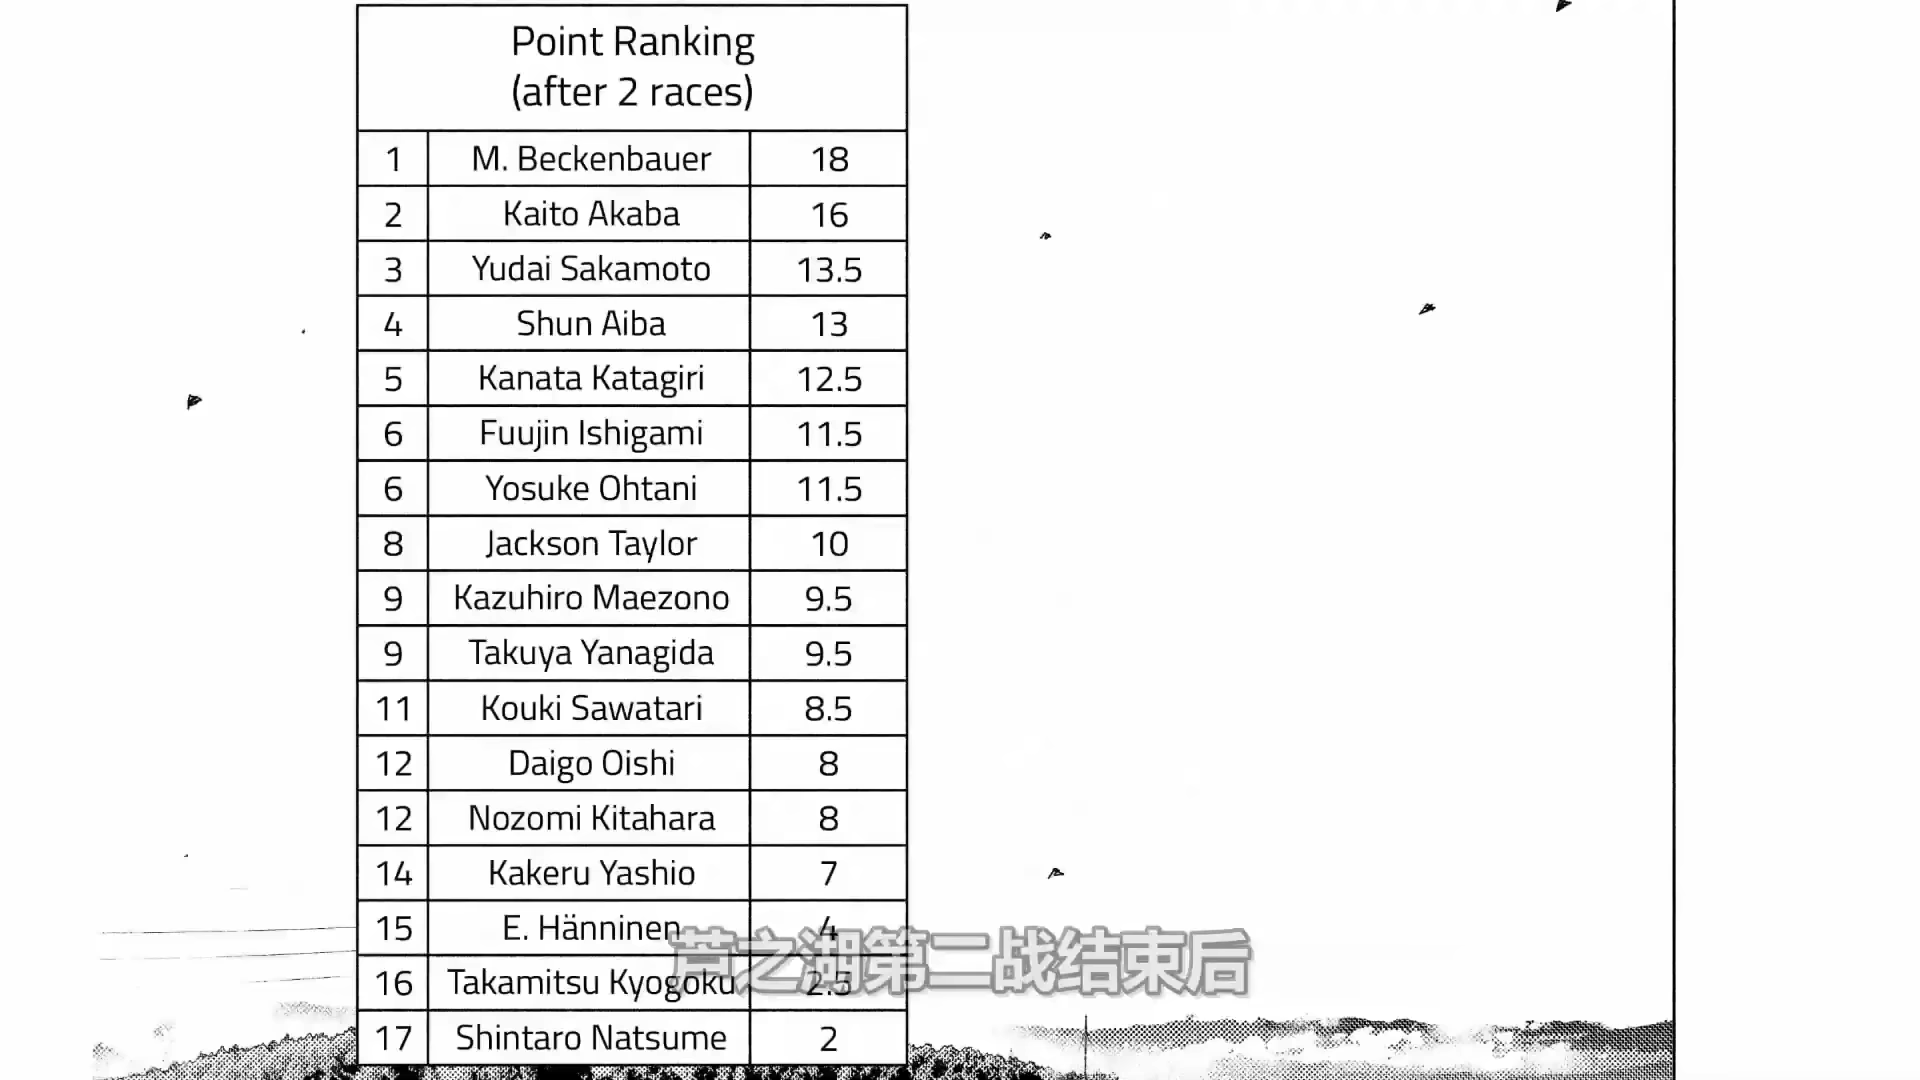 Point Ranking
(after 2 races)
1 M. Beckenbauer 18
2 Kaito Akaba 16
3 Yudai Sakamoto 13.5
4 Shun Aiba 13
5 Kanata Katagiri 12.5
6 Fuujin Ishigami 11.5
6 Yosuke Ohtani 11.5
8 Jackson Taylor 10
9 Kazuhiro Maezono 9.5
9 Takuya Yanagida 9.5
11 Kouki Sawatari 8.5
12 Daigo Oishi 8
12 Nozomi Kitahara 8
14 Kakeru Yashio 7
15 E. Hänninen 4
16 Takamitsu Kyogoku
17 Shintaro Natsume 2
芦之湖第二战结束后